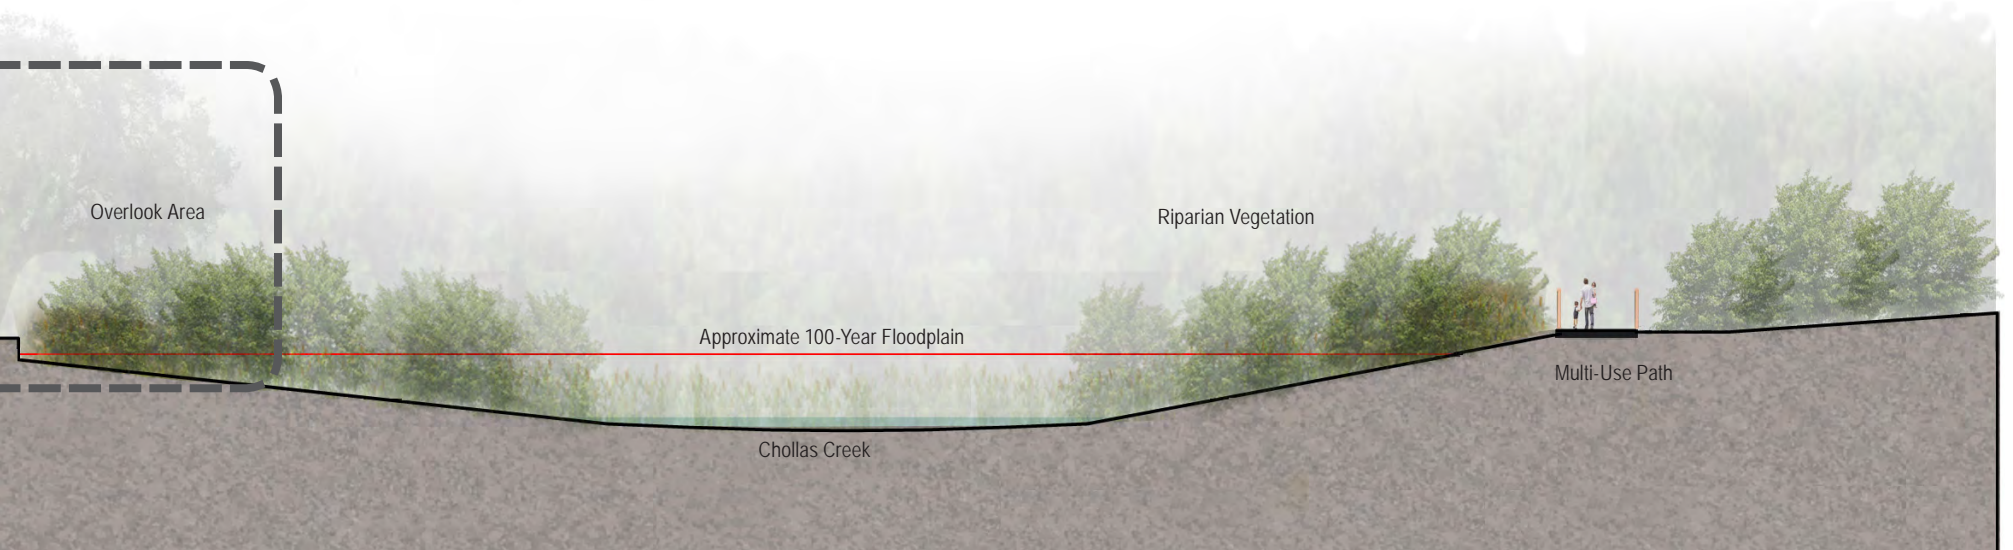 Overlook Area
Riparian Vegetation
Approximate 100-Year Floodplain
Multi-Use Path
Chollas Creek